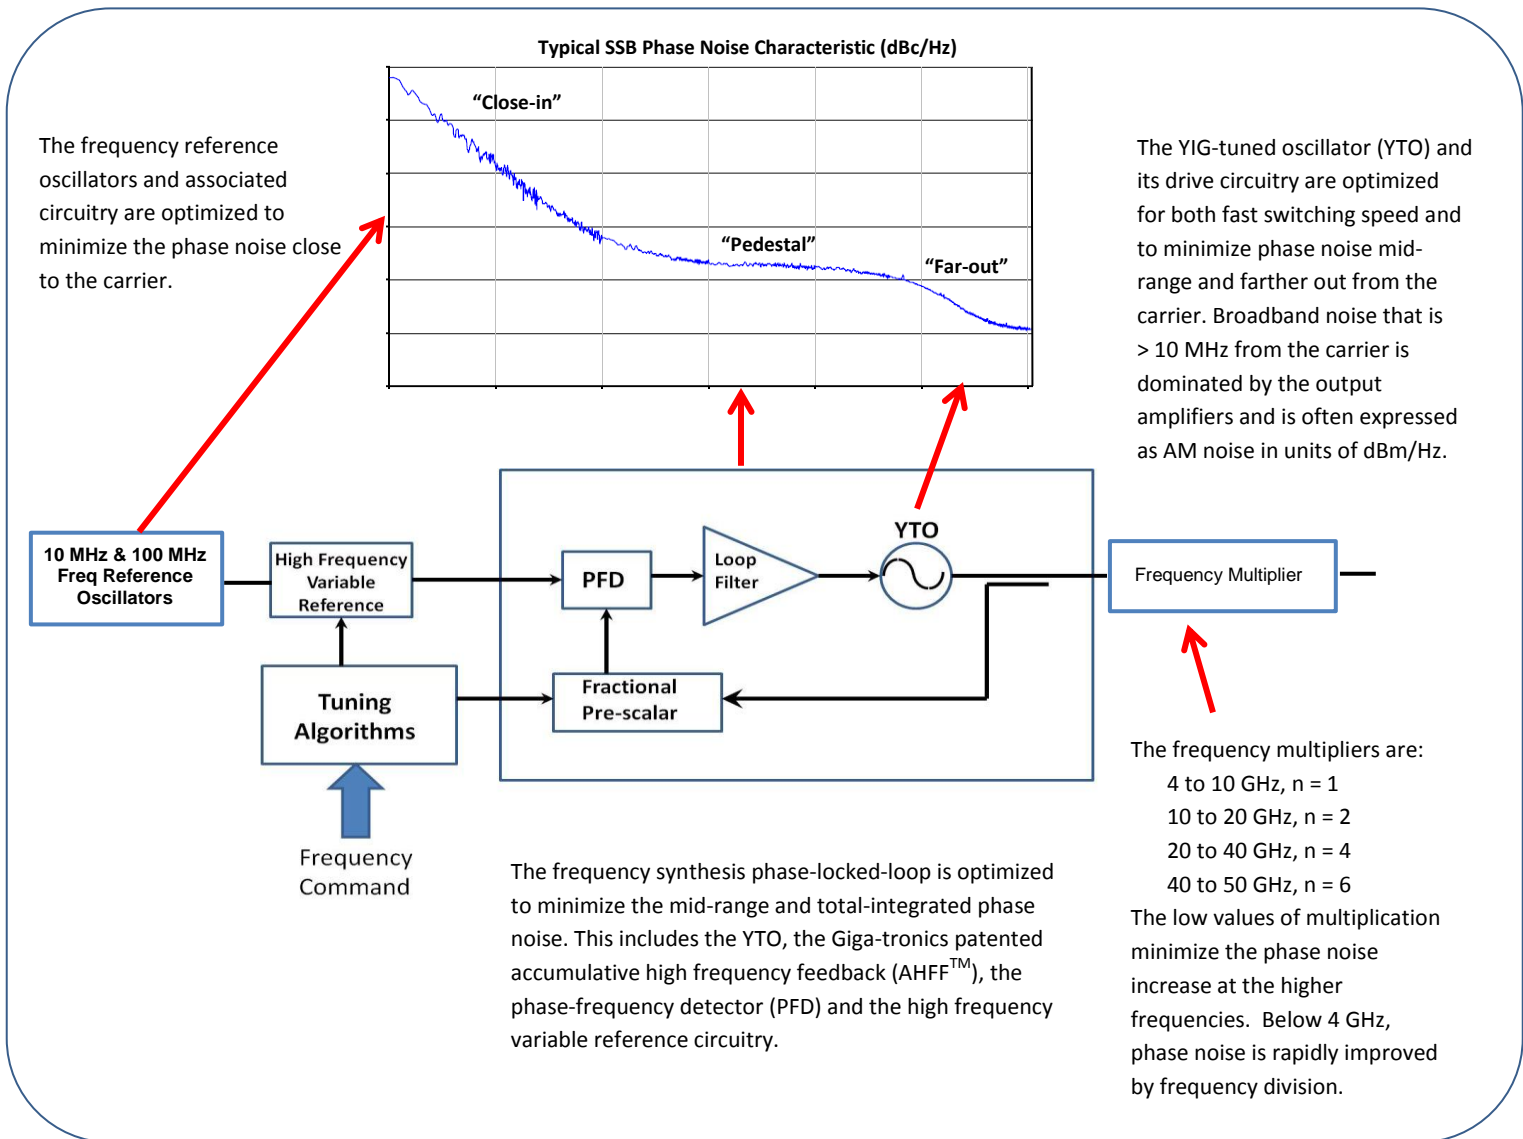 Typical SSB Phase Noise Characteristic (dBc/Hz)
“Close-in”
“Pedestal”
“Far-out”
The frequency reference
oscillators and associated
circuitry are optimized to
minimize the phase noise close
to the carrier.
The YIG-tuned oscillator (YTO) and
its drive circuitry are optimized
for both fast switching speed and
to minimize phase noise mid-
range and farther out from the
carrier. Broadband noise that is
> 10 MHz from the carrier is
dominated by the output
amplifiers and is often expressed
as AM noise in units of dBm/Hz.
10 MHz & 100 MHz
Freq Reference
Oscillators
High Frequency
Variable
Reference
PFD
Loop
Filter
YTO
Frequency Multiplier
Tuning
Algorithms
Fractional
Pre-scalar
Frequency
Command
The frequency synthesis phase-locked-loop is optimized
to minimize the mid-range and total-integrated phase
noise. This includes the YTO, the Giga-tronics patented
accumulative high frequency feedback (AHFF™), the
phase-frequency detector (PFD) and the high frequency
variable reference circuitry.
The frequency multipliers are:
4 to 10 GHz, n = 1
10 to 20 GHz, n = 2
20 to 40 GHz, n = 4
40 to 50 GHz, n = 6
The low values of multiplication
minimize the phase noise
increase at the higher
frequencies.  Below 4 GHz,
phase noise is rapidly improved
by frequency division.